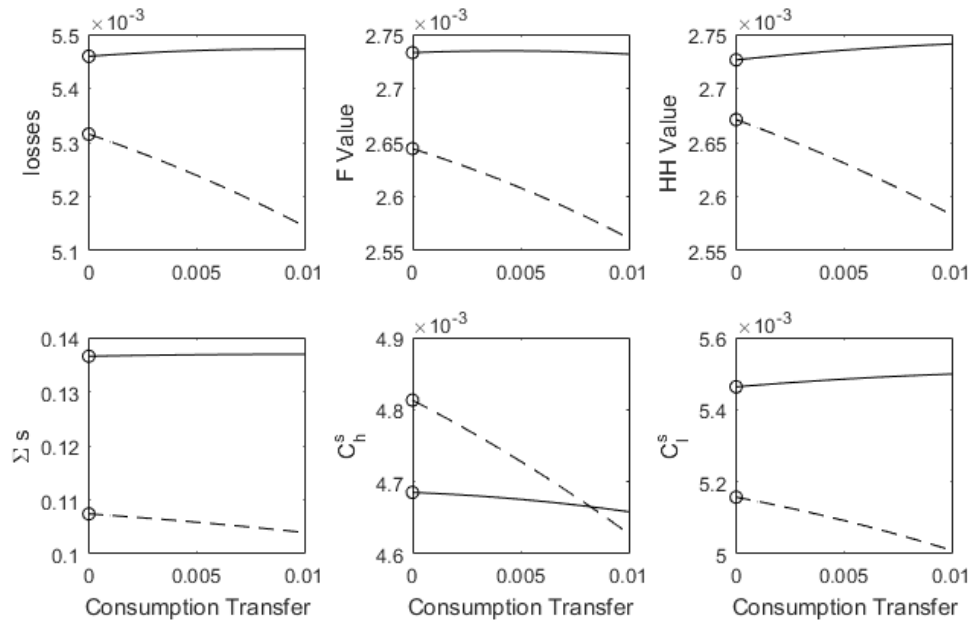 ×10⁻³ ×10⁻³ ×10⁻³
5.5 2.75 2.75
5.4 2.7 2.7
5.3 2.65 2.65
5.2 2.6 2.6
5.1 2.55 2.55
losses F Value HH Value
0 0.005 0.01 0 0.005 0.01 0 0.005 0.01
×10⁻³ ×10⁻³
0.14 4.9 5.6
0.13 4.8 5.4
0.12 4.7 5.2
0.11 4.6 5
0.1
Σ s C_h^s C_l^s
0 0.005 0.01 0 0.005 0.01 0 0.005 0.01
Consumption Transfer Consumption Transfer Consumption Transfer